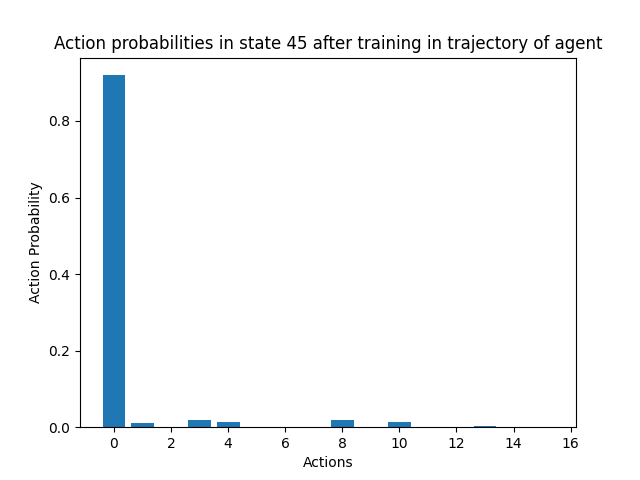 Action probabilities in state 45 after training in trajectory of agent
Action Probability
0.8
0.6
0.4
0.2
0.0
0 2 4 6 8 10 12 14 16
Actions